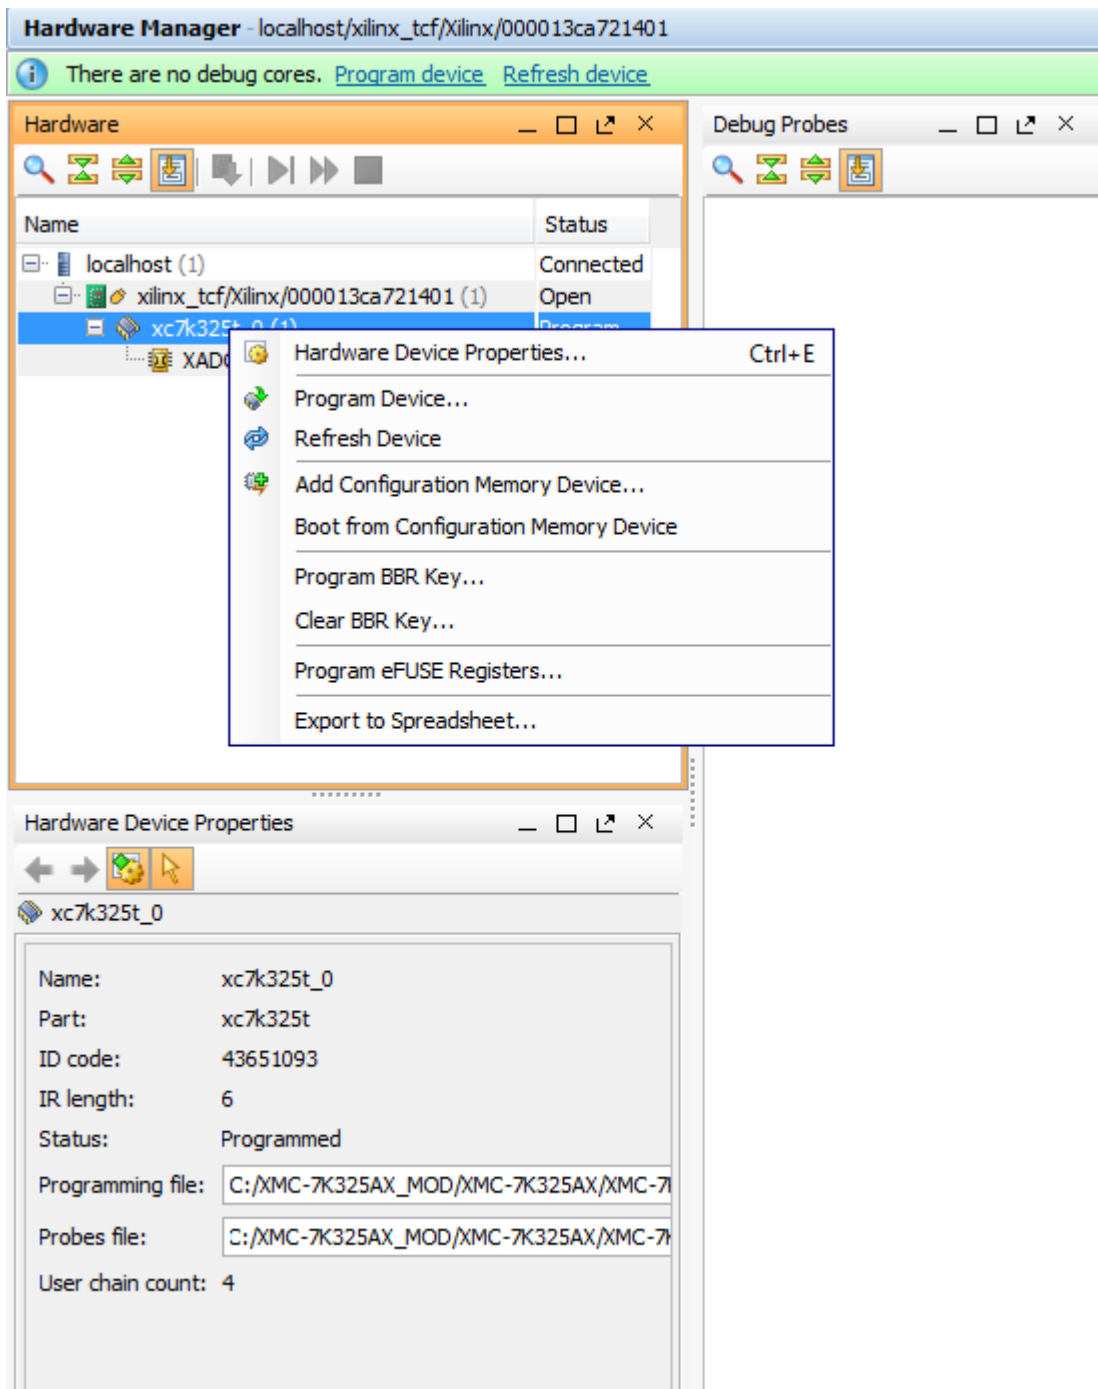 Hardware Manager - localhost/xilinx_tcf/Xilinx/000013ca721401
There are no debug cores. Program device Refresh device
Hardware
Name Status
localhost (1) Connected
xilinx_tcf/Xilinx/000013ca721401 (1) Open
xc7k325t_0 (1) Program
XADC
Hardware Device Properties... Ctrl+E
Program Device...
Refresh Device
Add Configuration Memory Device...
Boot from Configuration Memory Device
Program BBR Key...
Clear BBR Key...
Program eFUSE Registers...
Export to Spreadsheet...
Debug Probes
Hardware Device Properties
xc7k325t_0
Name: xc7k325t_0
Part: xc7k325t
ID code: 43651093
IR length: 6
Status: Programmed
Programming file: C:/XMC-7K325AX_MOD/XMC-7K325AX/XMC-7
Probes file: C:/XMC-7K325AX_MOD/XMC-7K325AX/XMC-7
User chain count: 4